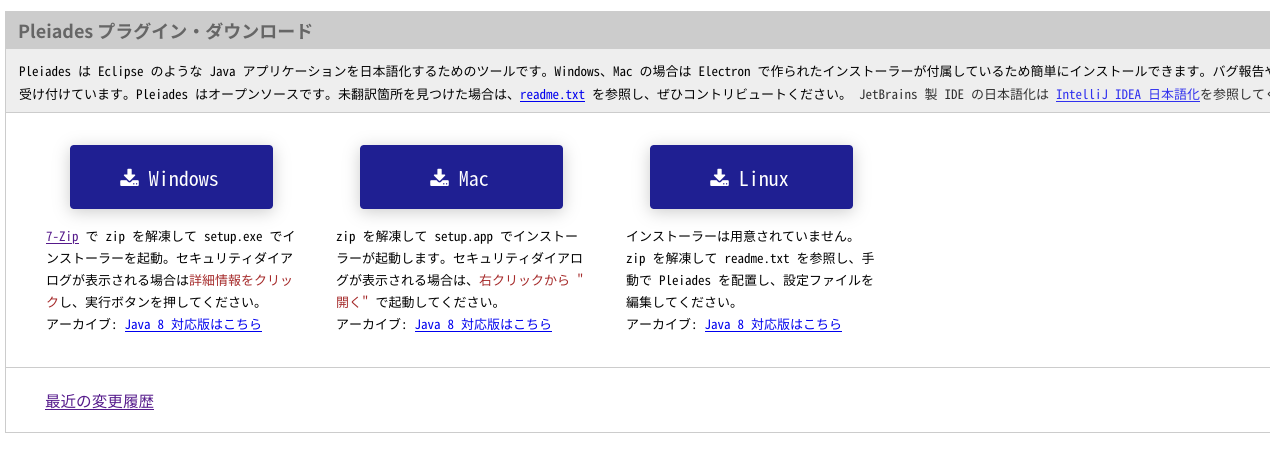 Pleiades プラグイン・ダウンロード
Pleiades は Eclipse のような Java アプリケーションを日本語化するためのツールです。Windows、Mac の場合は Electron で作られたインストーラーが付属しているため簡単にインストールできます。バグ報告や
受け付けています。Pleiades はオープンソースです。未翻訳箇所を見つけた場合は、readme.txt を参照し、ぜひコントリビュートください。 JetBrains 製 IDE の日本語化は IntelliJ IDEA 日本語化を参照して
Windows
7-Zip で zip を解凍して setup.exe でイ
ンストーラーを起動。セキュリティダイア
ログが表示される場合は詳細情報をクリッ
クし、実行ボタンを押してください。
アーカイブ: Java 8 対応版はこちら
Mac
zip を解凍して setup.app でインストー
ラーが起動します。セキュリティダイアロ
グが表示される場合は、右クリックから "
開く" で起動してください。
アーカイブ: Java 8 対応版はこちら
Linux
インストーラーは用意されていません。
zip を解凍して readme.txt を参照し、手
動で Pleiades を配置し、設定ファイルを
編集してください。
アーカイブ: Java 8 対応版はこちら
最近の変更履歴